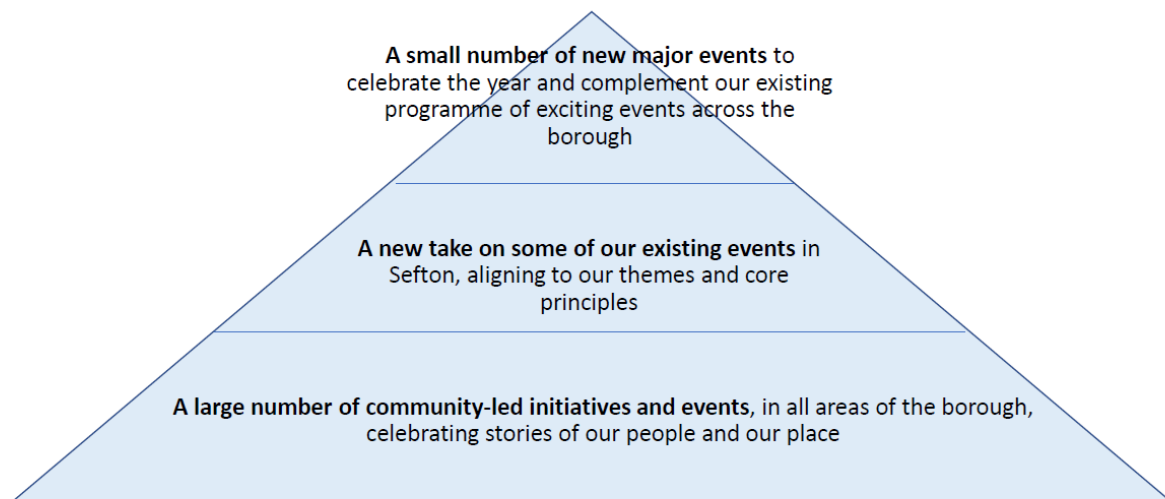 A small number of new major events to
celebrate the year and complement our existing
programme of exciting events across the
borough
A new take on some of our existing events in
Sefton, aligning to our themes and core
principles
A large number of community-led initiatives and events, in all areas of the borough,
celebrating stories of our people and our place